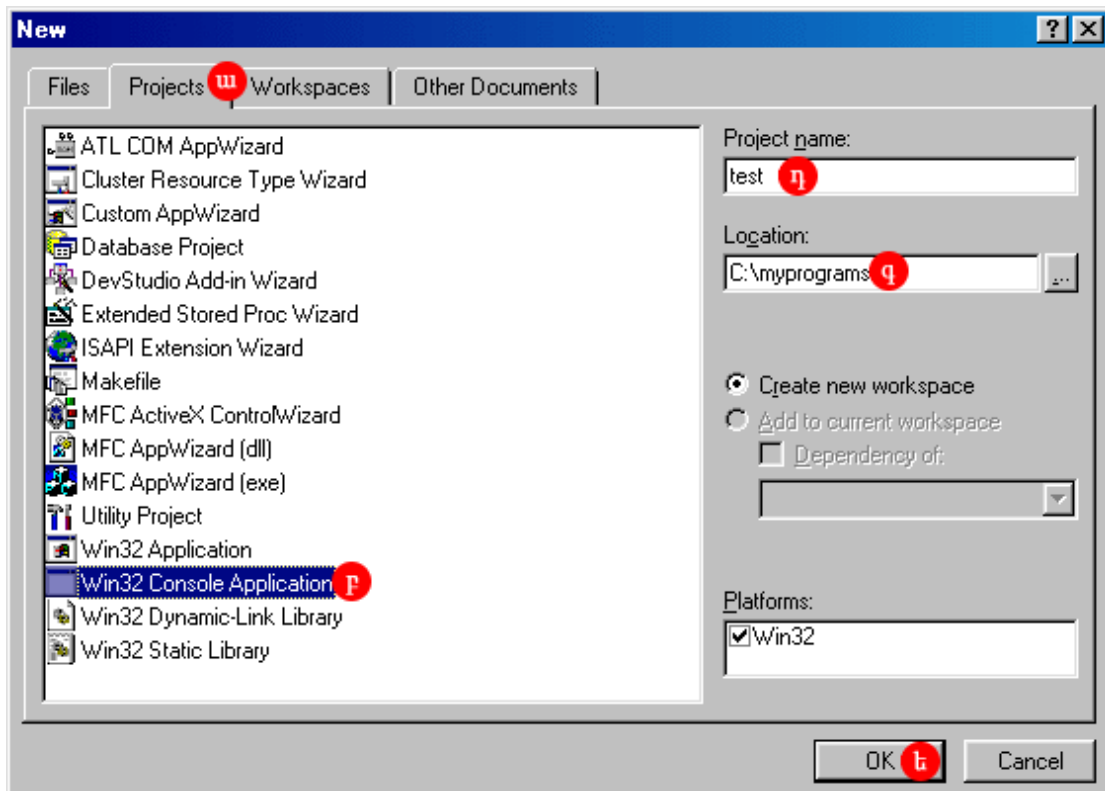 New
Files Projects ա Workspaces Other Documents
ATL COM AppWizard
Cluster Resource Type Wizard
Custom AppWizard
Database Project
DevStudio Add-in Wizard
Extended Stored Proc Wizard
ISAPI Extension Wizard
Makefile
MFC ActiveX ControlWizard
MFC AppWizard (dll)
MFC AppWizard (exe)
Utility Project
Win32 Application
Win32 Console Application բ
Win32 Dynamic-Link Library
Win32 Static Library
Project name:
test դ
Location:
C:\myprograms գ ...
Create new workspace
Add to current workspace
Dependency of:
Platforms:
Win32
OK ե Cancel